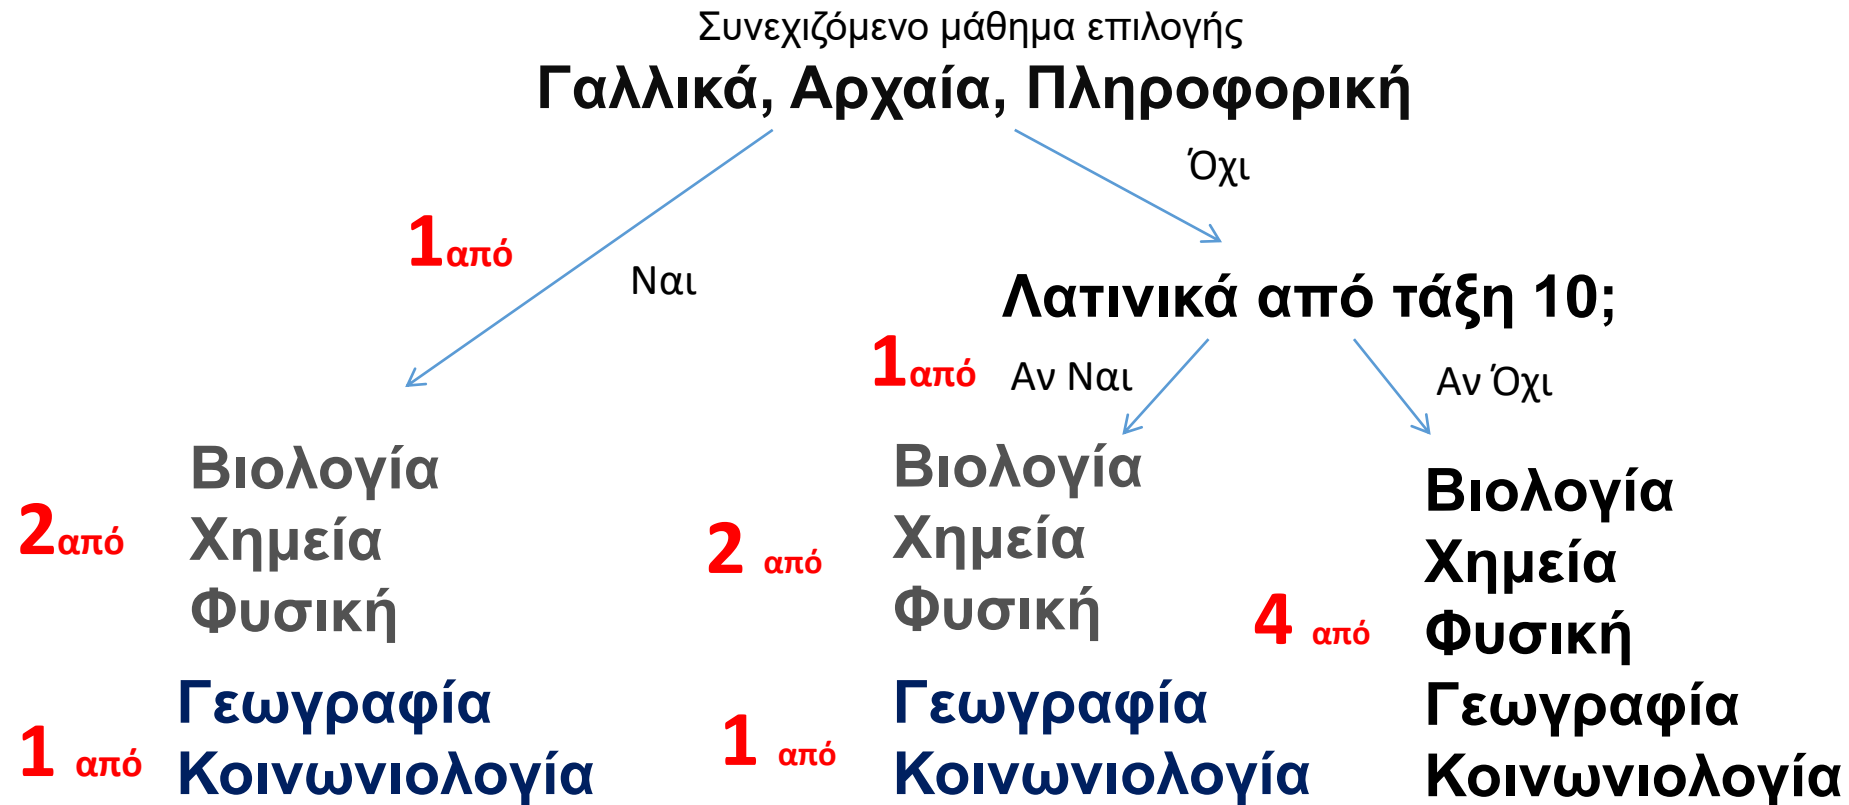 Συνεχιζόμενο μάθημα επιλογής
Γαλλικά, Αρχαία, Πληροφορική
Όχι
1από
Ναι
Λατινικά από τάξη 10;
1από
Αν Ναι
Αν Όχι
2από
Βιολογία
Χημεία
Φυσική
1 από
Γεωγραφία
Κοινωνιολογία
2 από
Βιολογία
Χημεία
Φυσική
1 από
Γεωγραφία
Κοινωνιολογία
4 από
Βιολογία
Χημεία
Φυσική
Γεωγραφία
Κοινωνιολογία